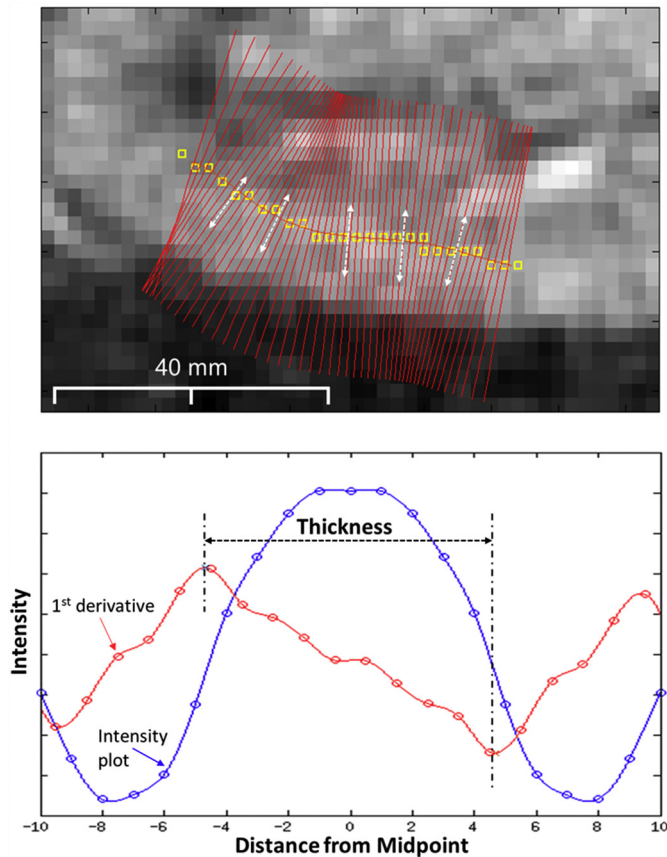 40 mm
Thickness
1st derivative
Intensity
Intensity
plot
-10 -8 -6 -4 -2 0 2 4 6 8 10
Distance from Midpoint